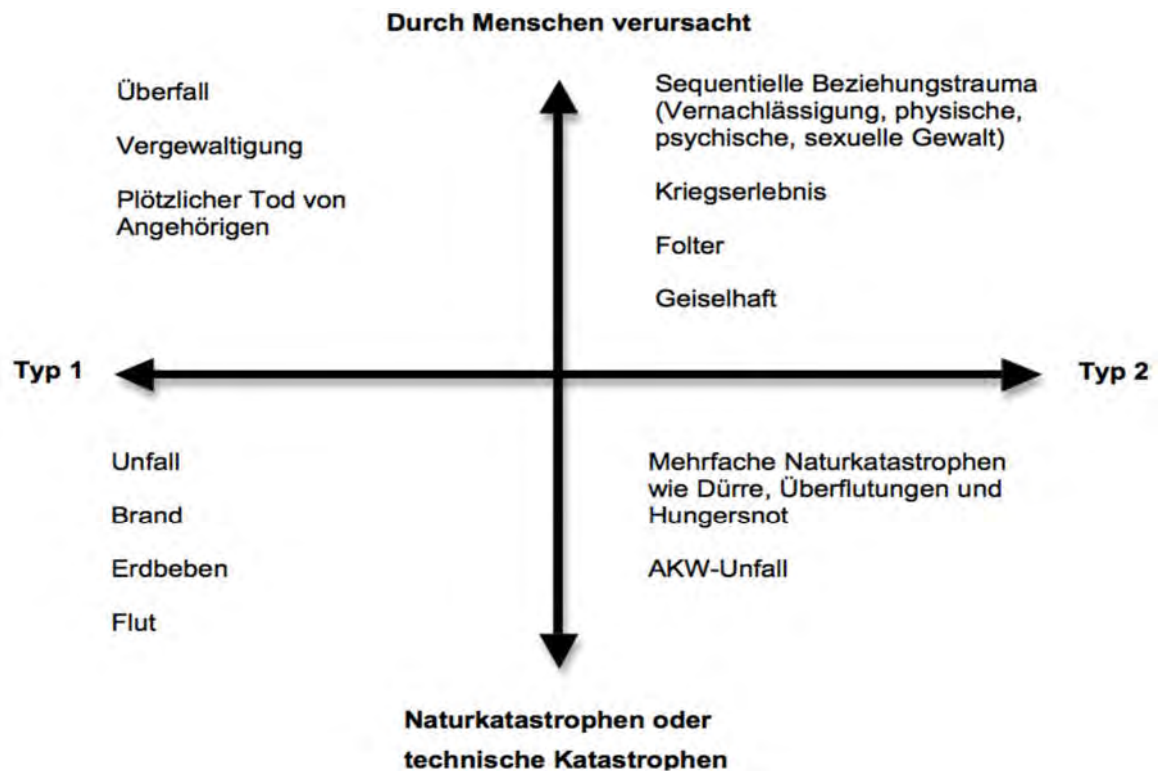 Durch Menschen verursacht
Überfall
Vergewaltigung
Plötzlicher Tod von
Angehörigen
Sequentielle Beziehungstrauma
(Vernachlässigung, physische,
psychische, sexuelle Gewalt)
Kriegserlebnis
Folter
Geiselhaft
Typ 1
Typ 2
Unfall
Brand
Erdbeben
Flut
Mehrfache Naturkatastrophen
wie Dürre, Überflutungen und
Hungersnot
AKW-Unfall
Naturkatastrophen oder
technische Katastrophen